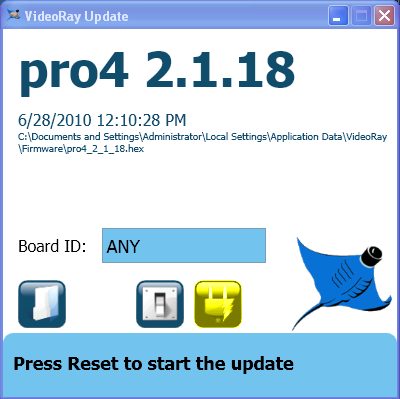 VideoRay Update
pro4 2.1.18
6/28/2010 12:10:28 PM
C:\Documents and Settings\Administrator\Local Settings\Application Data\VideoRay
\Firmware\pro4_2_1_18.hex
Board ID: ANY
Press Reset to start the update